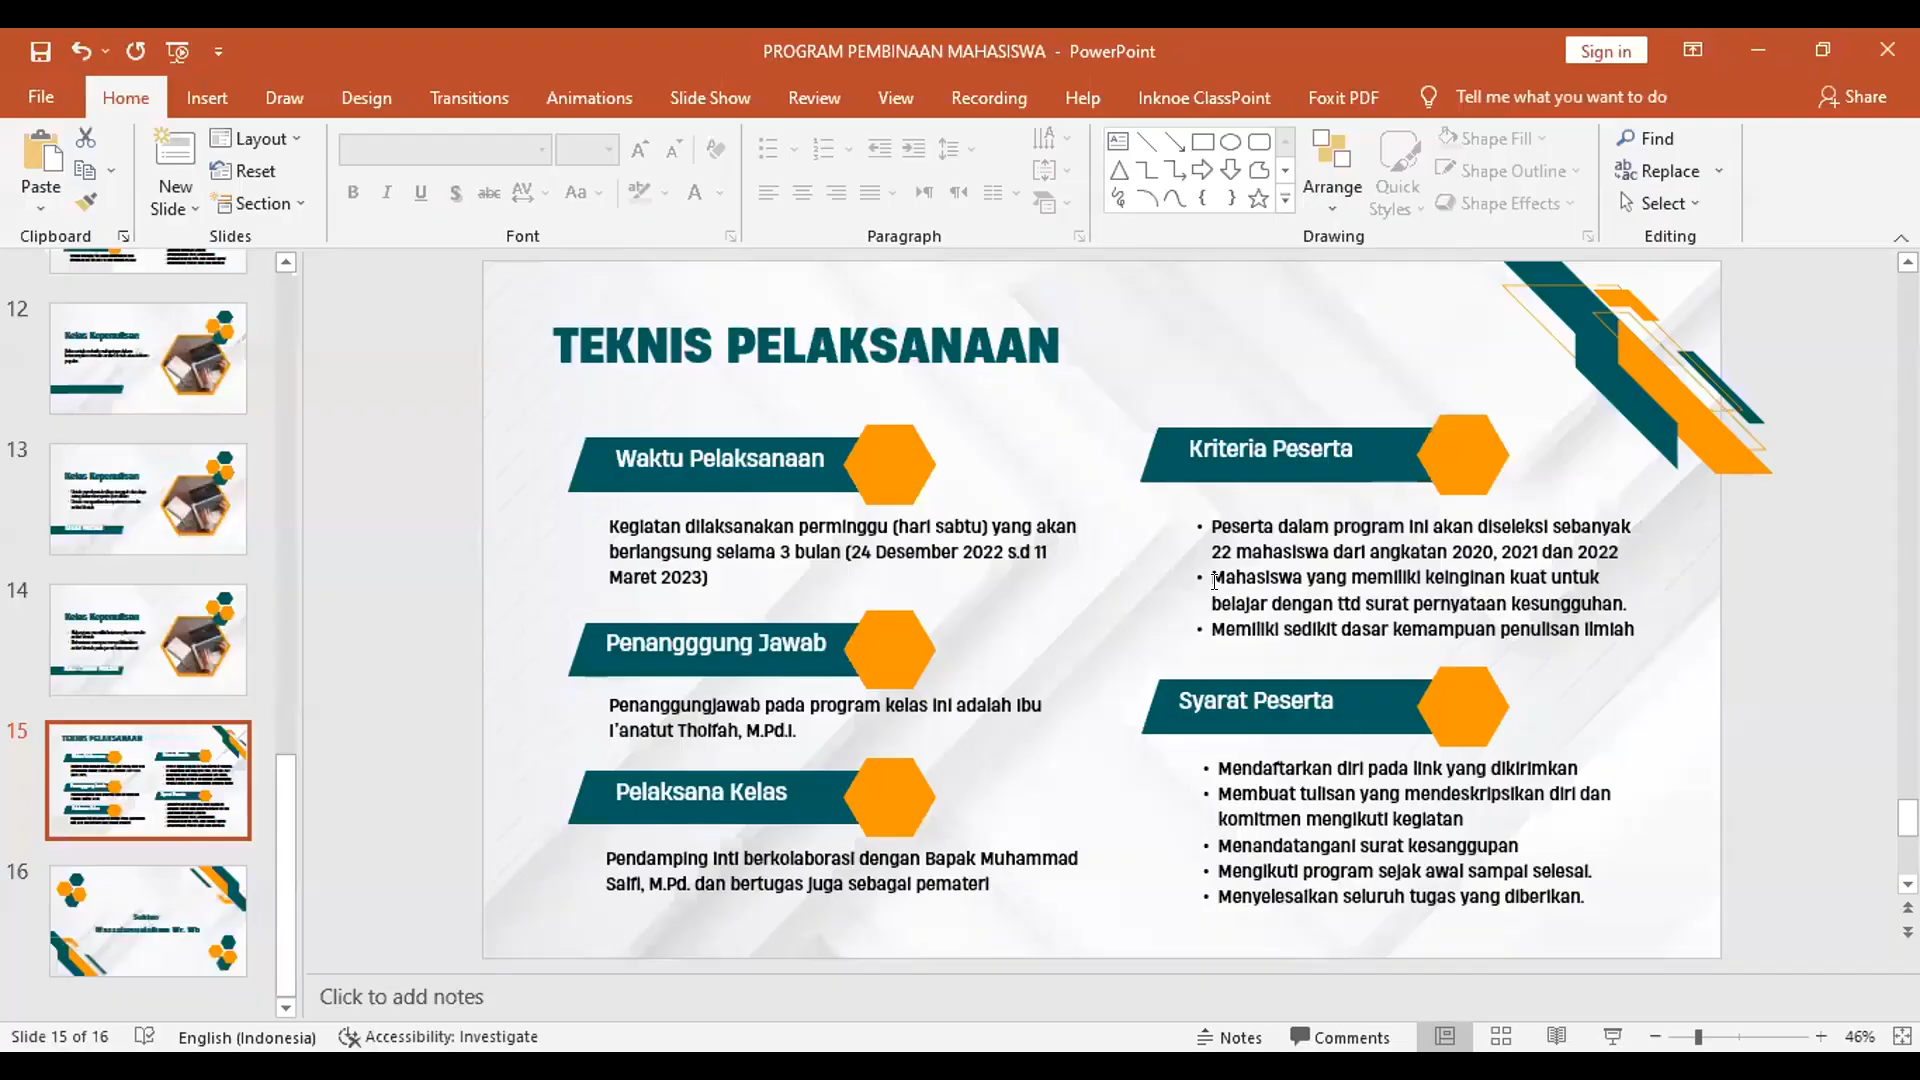 PROGRAM PEMBINAAN MAHASISWA - PowerPoint
Sign in
File
Home
Insert
Draw
Design
Transitions
Animations
Slide Show
Review
View
Recording
Help
Inknoe ClassPoint
Foxit PDF
Tell me what you want to do
Share
Paste
New
Slide
Layout
Reset
Section
Shape Fill
Shape Outline
Shape Effects
Arrange
Quick
Styles
Find
Replace
Select
Clipboard
Slides
Font
Paragraph
Drawing
Editing
12
Kelas Kepenulisan
13
Kelas Kepenulisan
14
Kelas Kepenulisan
15
TEKNIS PELAKSANAAN
16
TEKNIS PELAKSANAAN
Waktu Pelaksanaan
Kegiatan dilaksanakan perminggu (hari sabtu) yang akan
berlangsung selama 3 bulan (24 Desember 2022 s.d 11
Maret 2023)
Penangggung Jawab
Penanggungjawab pada program kelas ini adalah Ibu
I'anatut Thoifah, M.Pd.I.
Pelaksana Kelas
Pendamping Inti berkolaborasi dengan Bapak Muhammad
Saifi, M.Pd. dan bertugas juga sebagai pemateri
Kriteria Peserta
• Peserta dalam program ini akan diseleksi sebanyak
22 mahasiswa dari angkatan 2020, 2021 dan 2022
• Mahasiswa yang memiliki keinginan kuat untuk
belajar dengan ttd surat pernyataan kesungguhan.
• Memiliki sedikit dasar kemampuan penulisan ilmiah
Syarat Peserta
• Mendaftarkan diri pada link yang dikirimkan
• Membuat tulisan yang mendeskripsikan diri dan
komitmen mengikuti kegiatan
• Menandatangani surat kesanggupan
• Mengikuti program sejak awal sampai selesai.
• Menyelesaikan seluruh tugas yang diberikan.
Click to add notes
Slide 15 of 16
English (Indonesia)
Accessibility: Investigate
Notes
Comments
46%